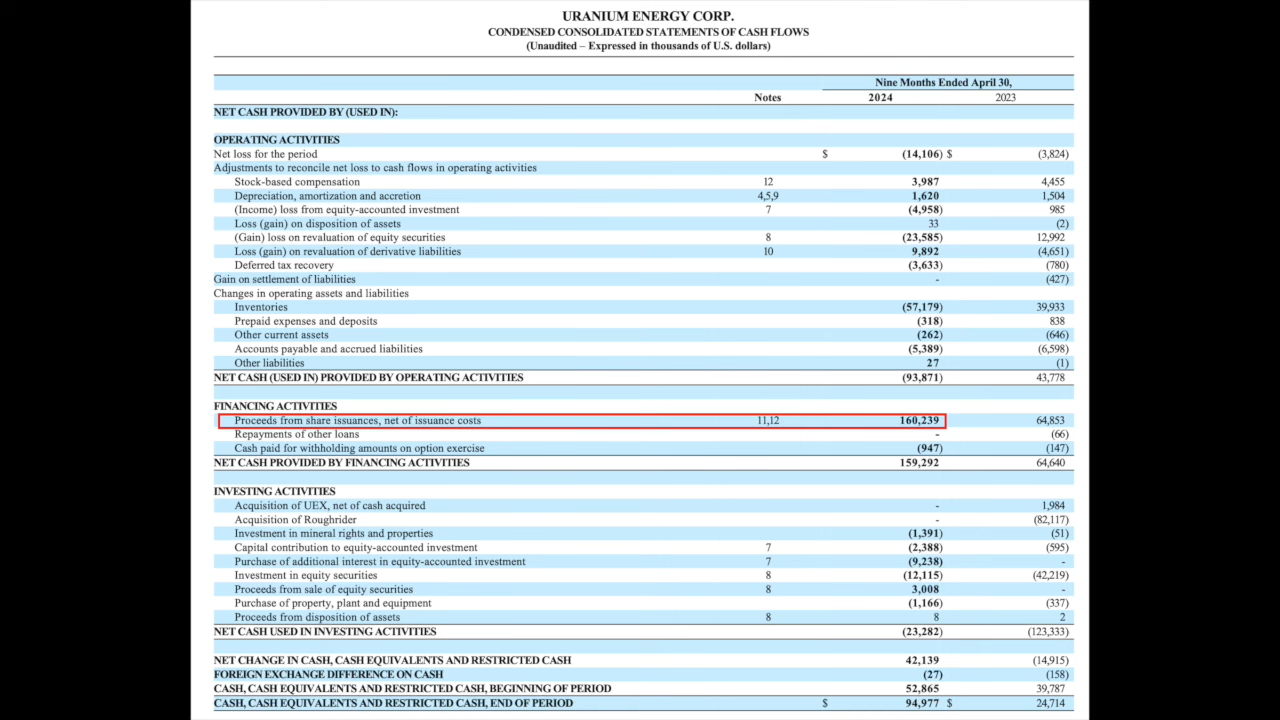 URANIUM ENERGY CORP.
CONDENSED CONSOLIDATED STATEMENTS OF CASH FLOWS
(Unaudited – Expressed in thousands of U.S. dollars)
Nine Months Ended April 30,
Notes 2024 2023
NET CASH PROVIDED BY (USED IN):
OPERATING ACTIVITIES
Net loss for the period $ (14,106) $ (3,824)
Adjustments to reconcile net loss to cash flows in operating activities
Stock-based compensation 12 3,987 4,455
Depreciation, amortization and accretion 4,5,9 1,620 1,504
(Income) loss from equity-accounted investment 7 (4,958) 985
Loss (gain) on disposition of assets 33 (2)
(Gain) loss on revaluation of equity securities 8 (23,585) 12,992
Loss (gain) on revaluation of derivative liabilities 10 9,892 (4,651)
Deferred tax recovery (3,633) (780)
Gain on settlement of liabilities - (427)
Changes in operating assets and liabilities
Inventories (57,179) 39,933
Prepaid expenses and deposits (318) 838
Other current assets (262) (646)
Accounts payable and accrued liabilities (5,389) (6,598)
Other liabilities 27 (1)
NET CASH (USED IN) PROVIDED BY OPERATING ACTIVITIES (93,871) 43,778
FINANCING ACTIVITIES
Proceeds from share issuances, net of issuance costs 11,12 160,239 64,853
Repayments of other loans - (66)
Cash paid for withholding amounts on option exercise (947) (147)
NET CASH PROVIDED BY FINANCING ACTIVITIES 159,292 64,640
INVESTING ACTIVITIES
Acquisition of UEX, net of cash acquired - 1,984
Acquisition of Roughrider - (82,117)
Investment in mineral rights and properties (1,391) (51)
Capital contribution to equity-accounted investment 7 (2,388) (595)
Purchase of additional interest in equity-accounted investment 7 (9,238) -
Investment in equity securities 8 (12,115) (42,219)
Proceeds from sale of equity securities 8 3,008 -
Purchase of property, plant and equipment (1,166) (337)
Proceeds from disposition of assets 8 8 2
NET CASH USED IN INVESTING ACTIVITIES (23,282) (123,333)
NET CHANGE IN CASH, CASH EQUIVALENTS AND RESTRICTED CASH 42,139 (14,915)
FOREIGN EXCHANGE DIFFERENCE ON CASH (27) (158)
CASH, CASH EQUIVALENTS AND RESTRICTED CASH, BEGINNING OF PERIOD 52,865 39,787
CASH, CASH EQUIVALENTS AND RESTRICTED CASH, END OF PERIOD $ 94,977 $ 24,714